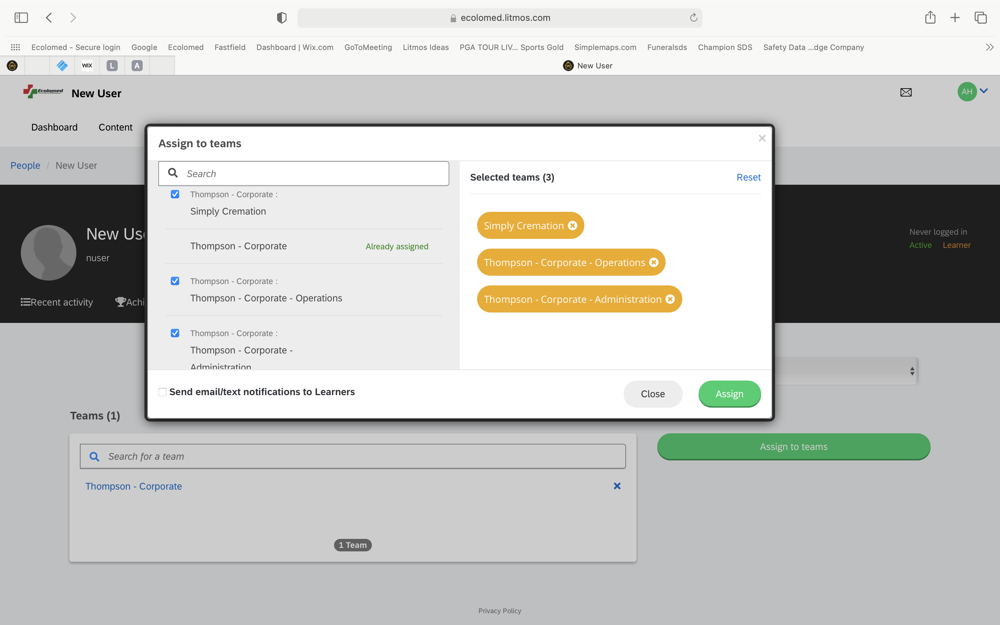 ecolomed.litmos.com
Ecolomed - Secure login Google Ecolomed Fastfield Dashboard | Wix.com GoToMeeting Litmos Ideas PGA TOUR LIV... Sports Gold Simplemaps.com Funeralsds Champion SDS Safety Data ...dge Company
WIX L A New User
Ecolomed New User AH
Dashboard Content
Assign to teams
People / New User
Search
Selected teams (3) Reset
Thompson - Corporate :
Simply Cremation
Simply Cremation
Thompson - Corporate Already assigned
Thompson - Corporate - Operations
Thompson - Corporate :
Thompson - Corporate - Operations
Thompson - Corporate - Administration
Thompson - Corporate :
Thompson - Corporate -
Administration
New Use
nuser
Never logged in
Active Learner
Recent activity Achi
Send email/text notifications to Learners Close Assign
Teams (1)
Search for a team
Assign to teams
Thompson - Corporate
1 Team
Privacy Policy